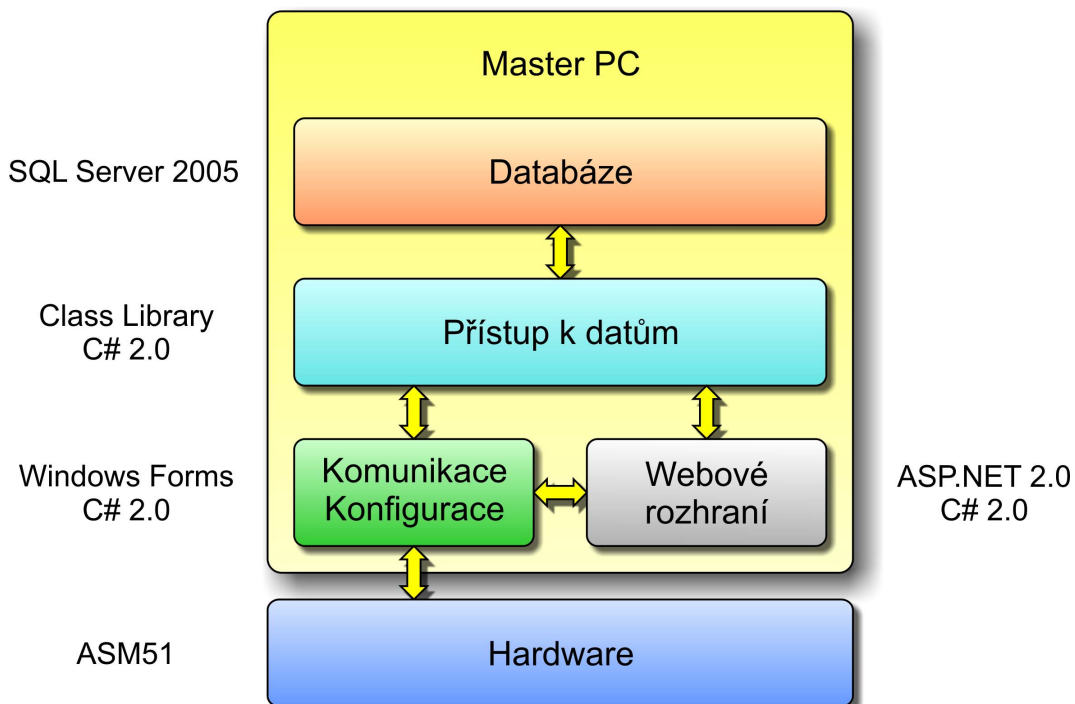 Master PC
SQL Server 2005
Databáze
Class Library
C# 2.0
Přístup k datům
Windows Forms
C# 2.0
Komunikace
Konfigurace
Webové
rozhraní
ASP.NET 2.0
C# 2.0
ASM51
Hardware